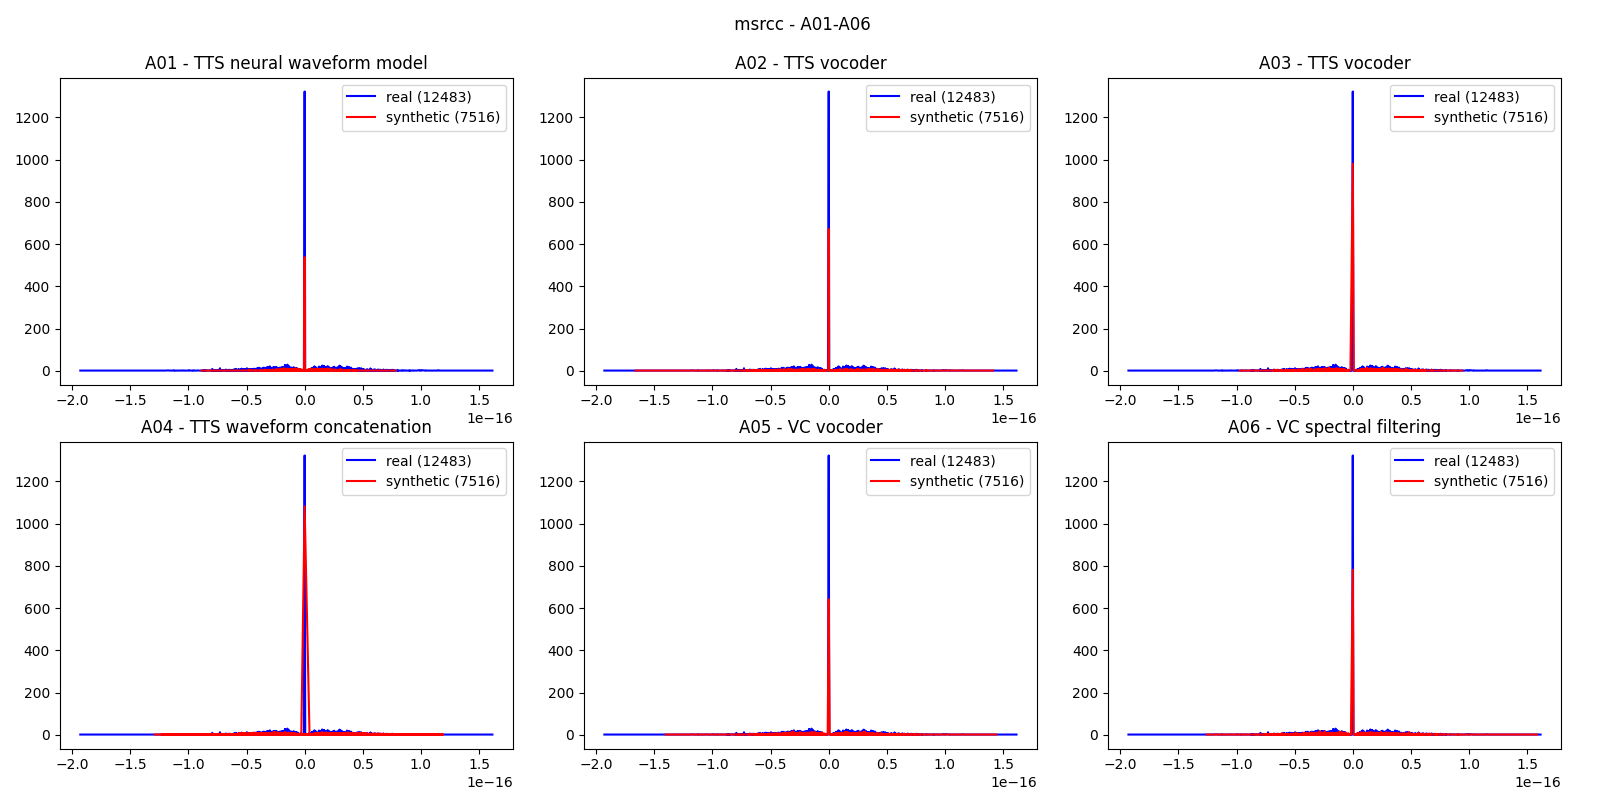 msrcc - A01-A06
A01 - TTS neural waveform model
real (12483)
synthetic (7516)
1200
1000
800
600
400
200
0
−2.0 −1.5 −1.0 −0.5 0.0 0.5 1.0 1.5
1e−16
A02 - TTS vocoder
real (12483)
synthetic (7516)
1200
1000
800
600
400
200
0
−2.0 −1.5 −1.0 −0.5 0.0 0.5 1.0 1.5
1e−16
A03 - TTS vocoder
real (12483)
synthetic (7516)
1200
1000
800
600
400
200
0
−2.0 −1.5 −1.0 −0.5 0.0 0.5 1.0 1.5
1e−16
A04 - TTS waveform concatenation
real (12483)
synthetic (7516)
1200
1000
800
600
400
200
0
−2.0 −1.5 −1.0 −0.5 0.0 0.5 1.0 1.5
1e−16
A05 - VC vocoder
real (12483)
synthetic (7516)
1200
1000
800
600
400
200
0
−2.0 −1.5 −1.0 −0.5 0.0 0.5 1.0 1.5
1e−16
A06 - VC spectral filtering
real (12483)
synthetic (7516)
1200
1000
800
600
400
200
0
−2.0 −1.5 −1.0 −0.5 0.0 0.5 1.0 1.5
1e−16